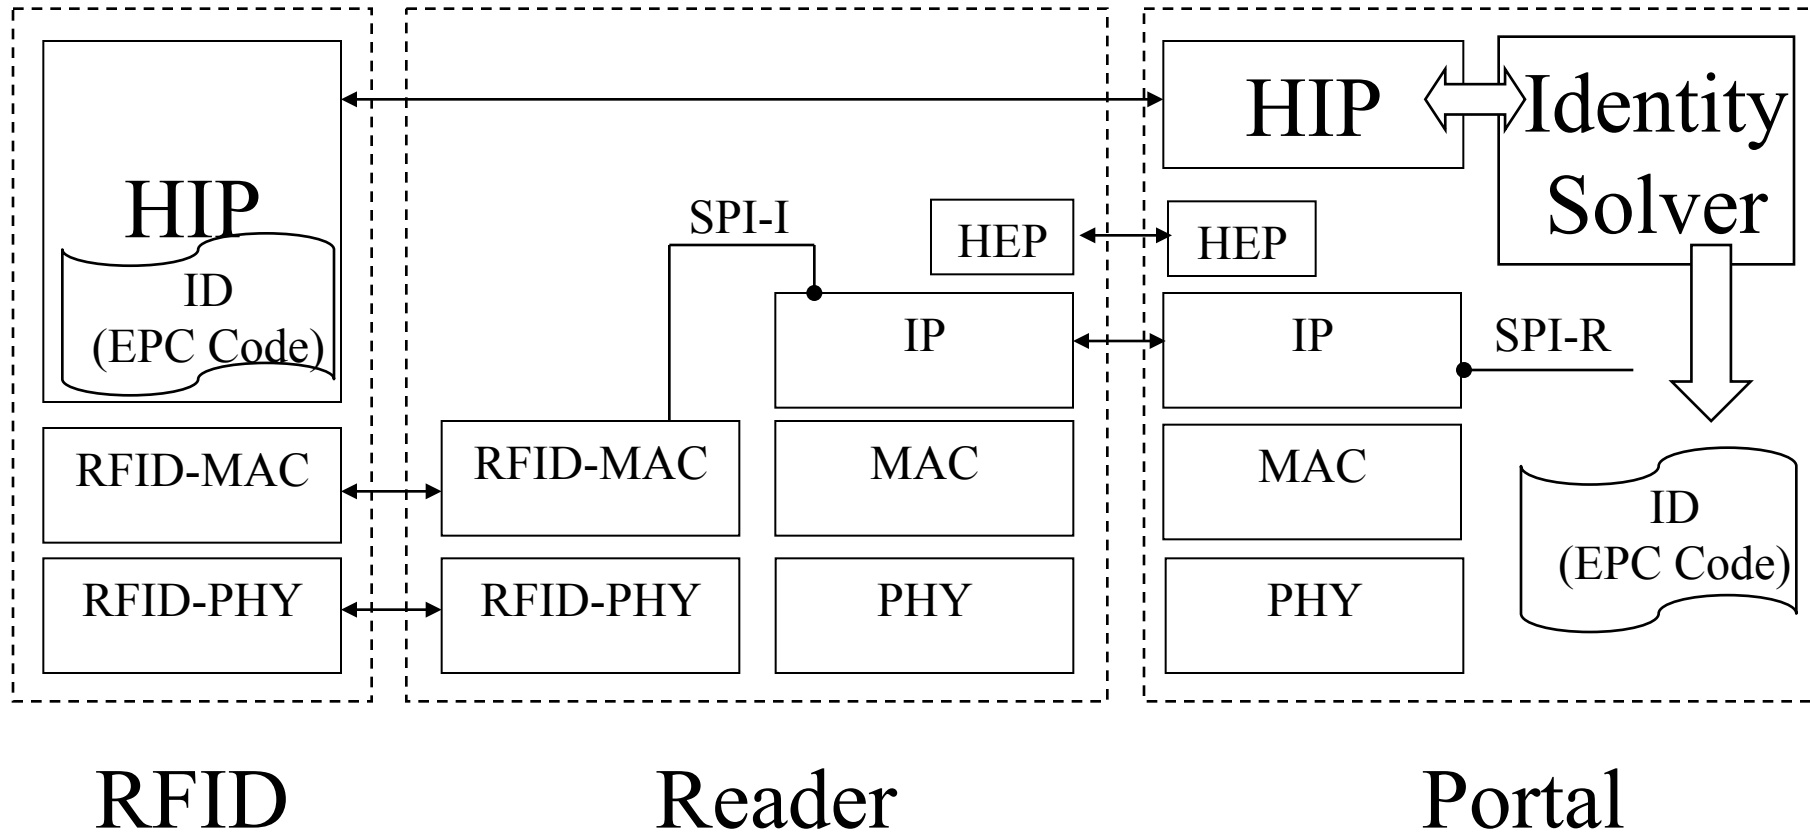 HIP
ID
(EPC Code)
RFID-MAC
RFID-PHY
SPI-I
HEP
IP
RFID-MAC
MAC
RFID-PHY
PHY
HIP
Identity
Solver
HEP
IP
SPI-R
MAC
PHY
ID
(EPC Code)
RFID
Reader
Portal